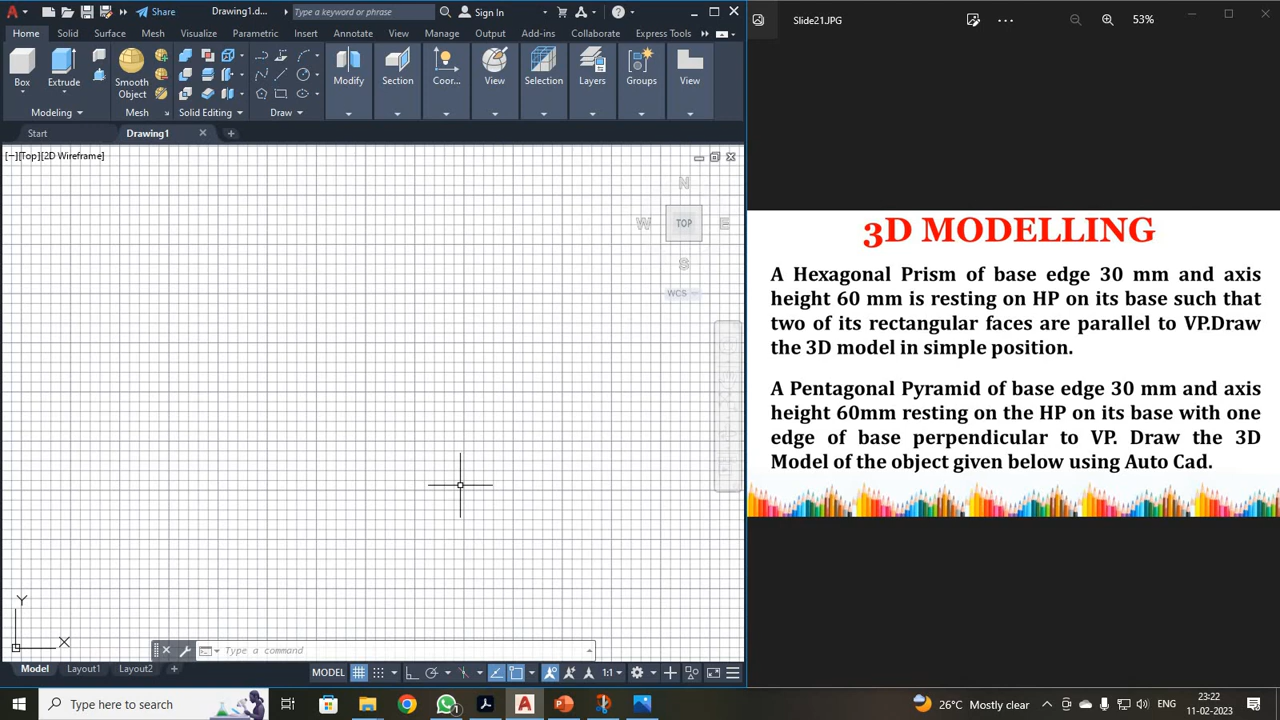 Share
Drawing1.d...
Type a keyword or phrase
Sign In
Slide21.JPG
53%
Home Solid Surface Mesh Visualize Parametric Insert Annotate View Manage Output Add-ins Collaborate Express Tools
Box Extrude Smooth Object Modify Section Coor... View Selection Layers Groups View
Modeling Mesh Solid Editing Draw
Start Drawing1
[−][Top][2D Wireframe]
N
W TOP E
S
WCS
3D MODELLING
A Hexagonal Prism of base edge 30 mm and axis
height 60 mm is resting on HP on its base such that
two of its rectangular faces are parallel to VP.Draw
the 3D model in simple position.
A Pentagonal Pyramid of base edge 30 mm and axis
height 60mm resting on the HP on its base with one
edge of base perpendicular to VP. Draw the 3D
Model of the object given below using Auto Cad.
Y
X
Type a command
Model Layout1 Layout2
MODEL 1:1
Type here to search
1
26°C Mostly clear
ENG
23:22
11-02-2023